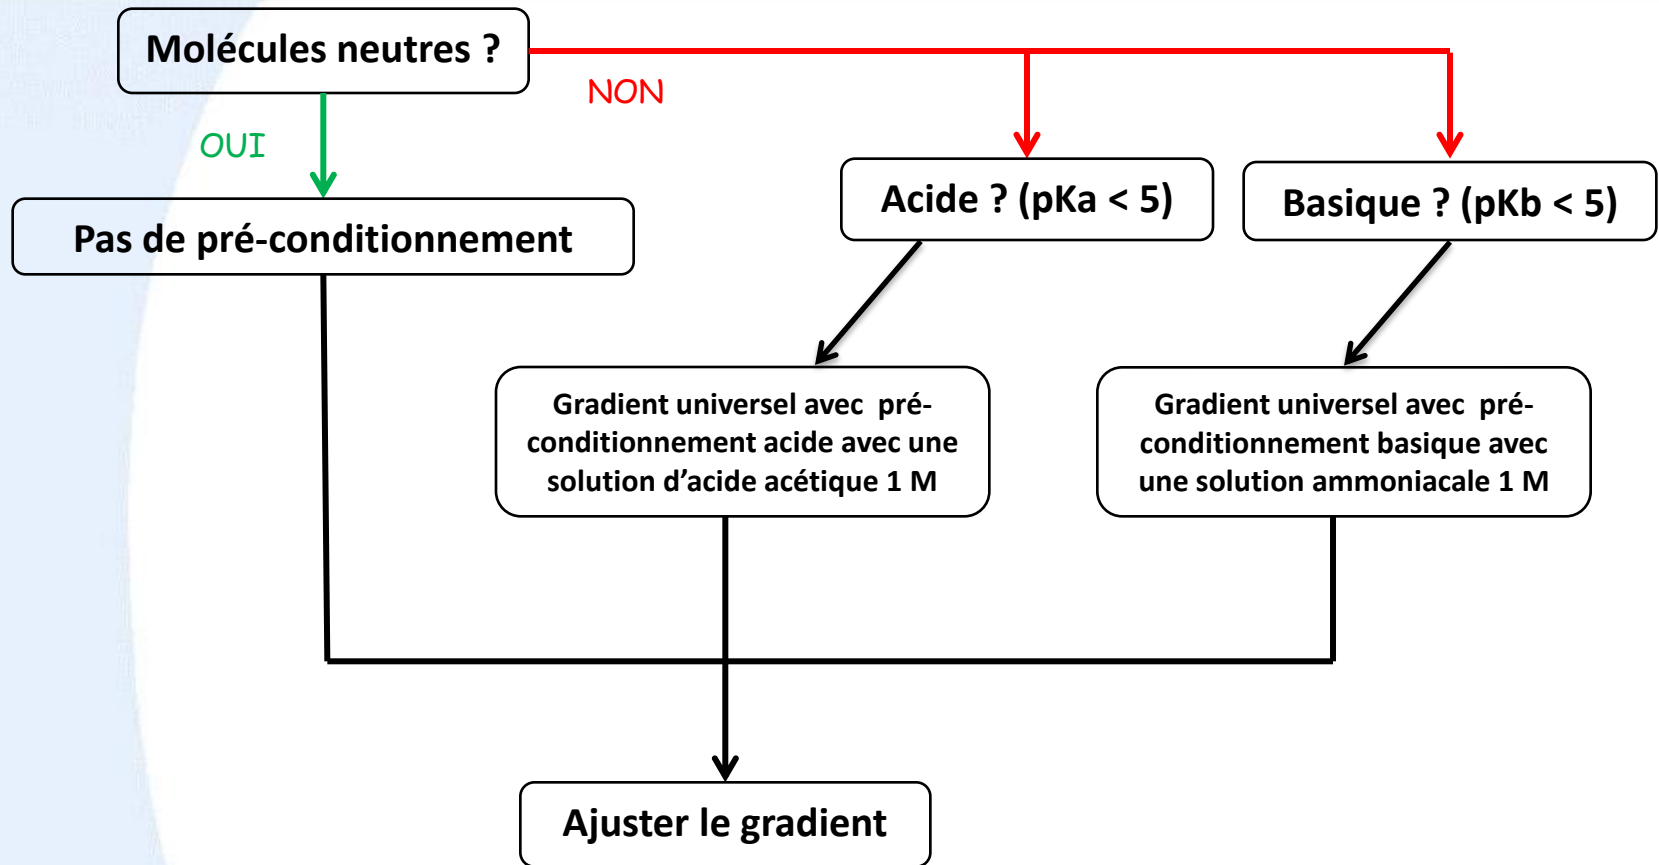 Molécules neutres ?
NON
OUI
Acide ? (pKa < 5)
Basique ? (pKb < 5)
Pas de pré-conditionnement
Gradient universel avec pré-
conditionnement acide avec une
solution d’acide acétique 1 M
Gradient universel avec pré-
conditionnement basique avec
une solution ammoniacale 1 M
Ajuster le gradient